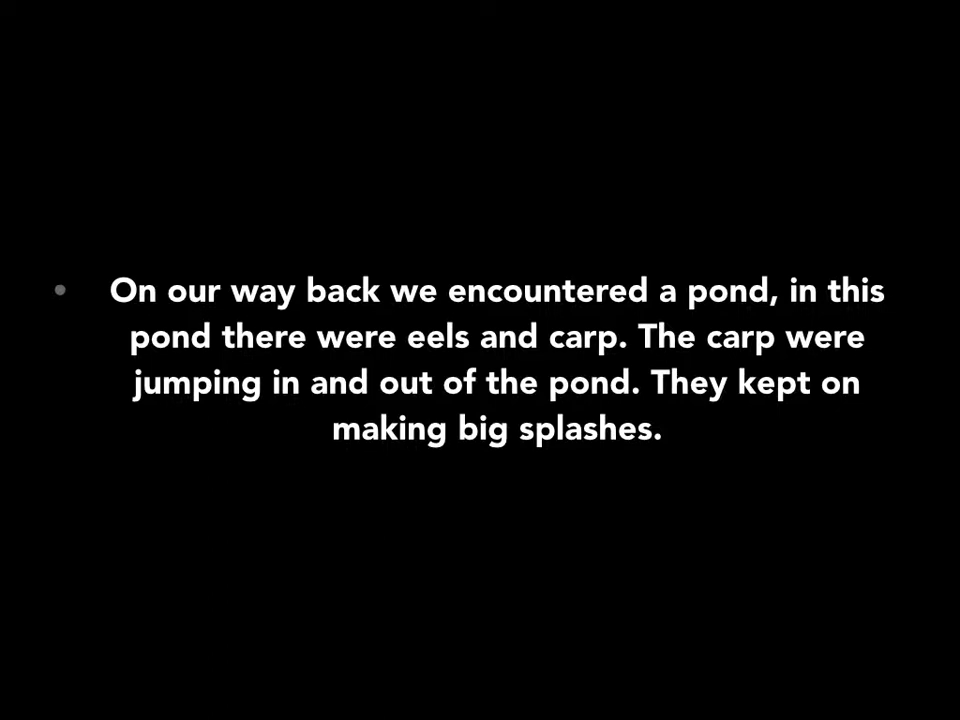 • On our way back we encountered a pond, in this
pond there were eels and carp. The carp were
jumping in and out of the pond. They kept on
making big splashes.